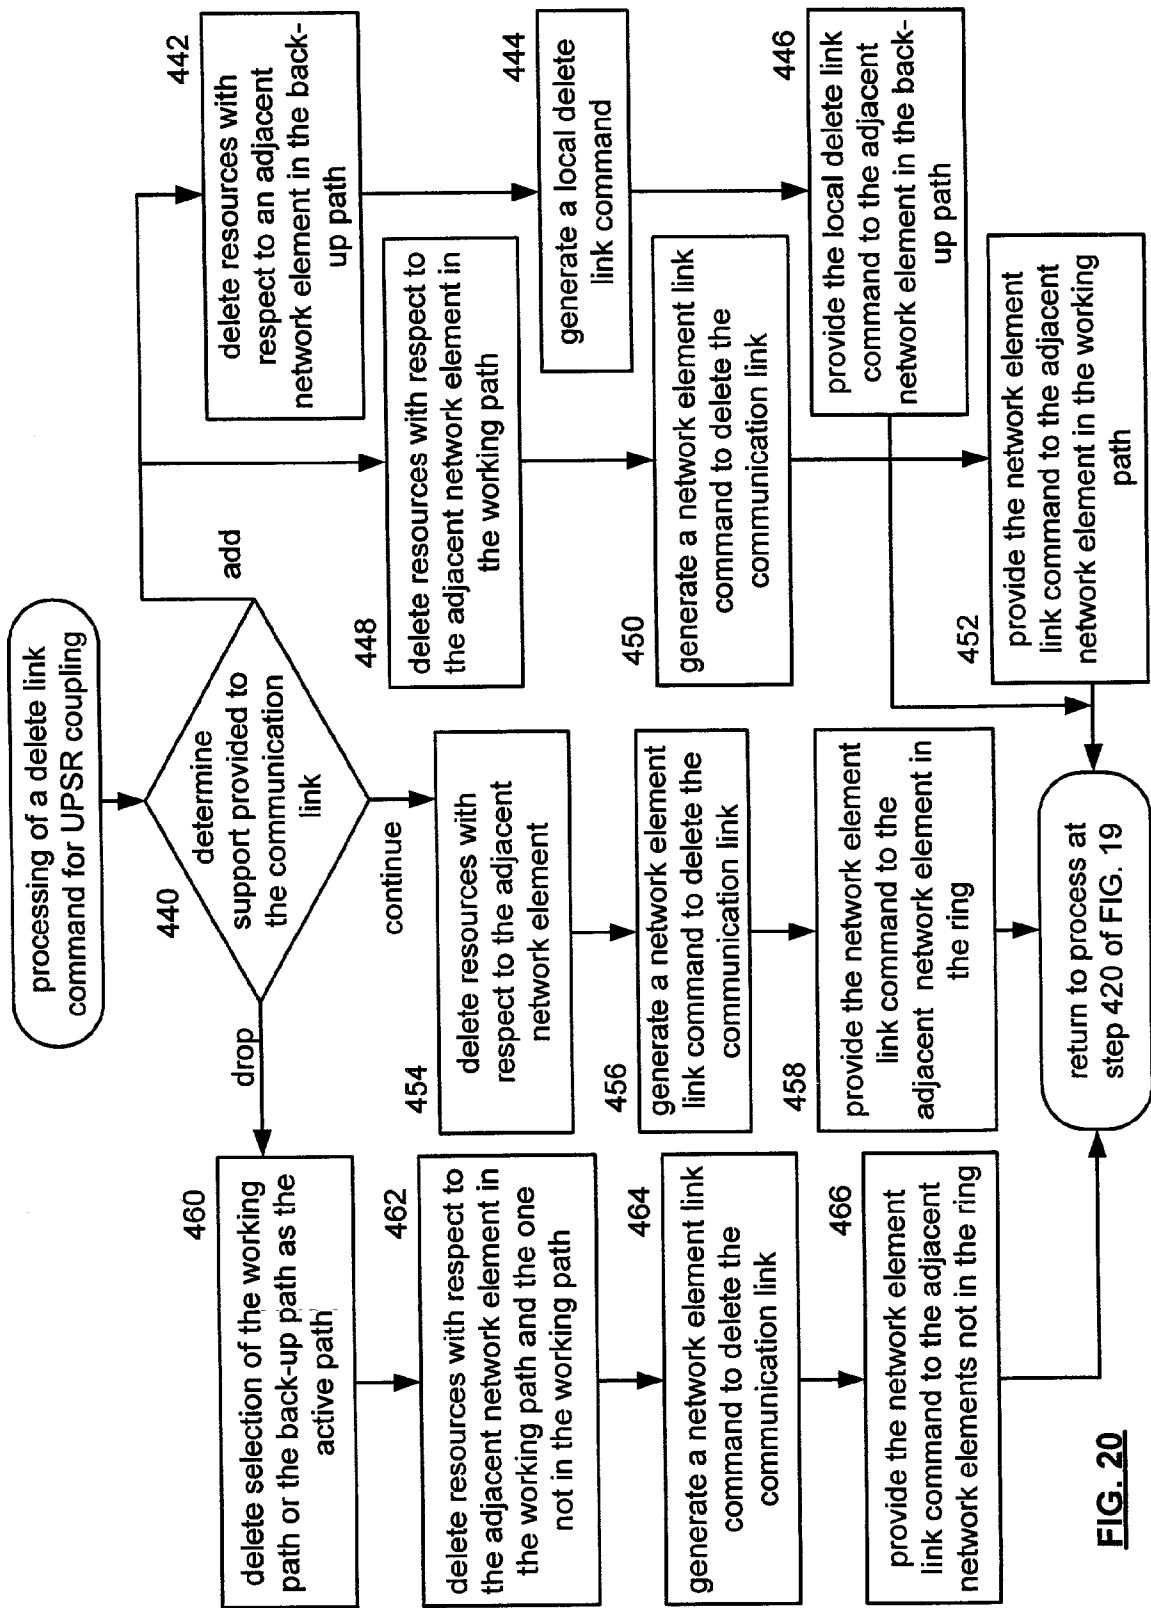 processing of a delete link
command for UPSR coupling
440
determine
support provided to
the communication
link
drop
continue
add
460
delete selection of the working
path or the back-up path as the
active path
462
delete resources with respect to
the adjacent network element in
the working path and the one
not in the working path
464
generate a network element link
command to delete the
communication link
466
provide the network element
link command to the adjacent
network elements not in the ring
454
delete resources with
respect to the adjacent
network element
456
generate a network element
link command to delete the
communication link
458
provide the network element
link command to the
adjacent network element in
the ring
448
delete resources with respect to
the adjacent network element in
the working path
450
generate a network element link
command to delete the
communication link
452
provide the network element
link command to the adjacent
network element in the working
path
442
delete resources with
respect to an adjacent
network element in the back-
up path
444
generate a local delete
link command
446
provide the local delete link
command to the adjacent
network element in the back-
up path
return to process at
step 420 of FIG. 19
FIG. 20